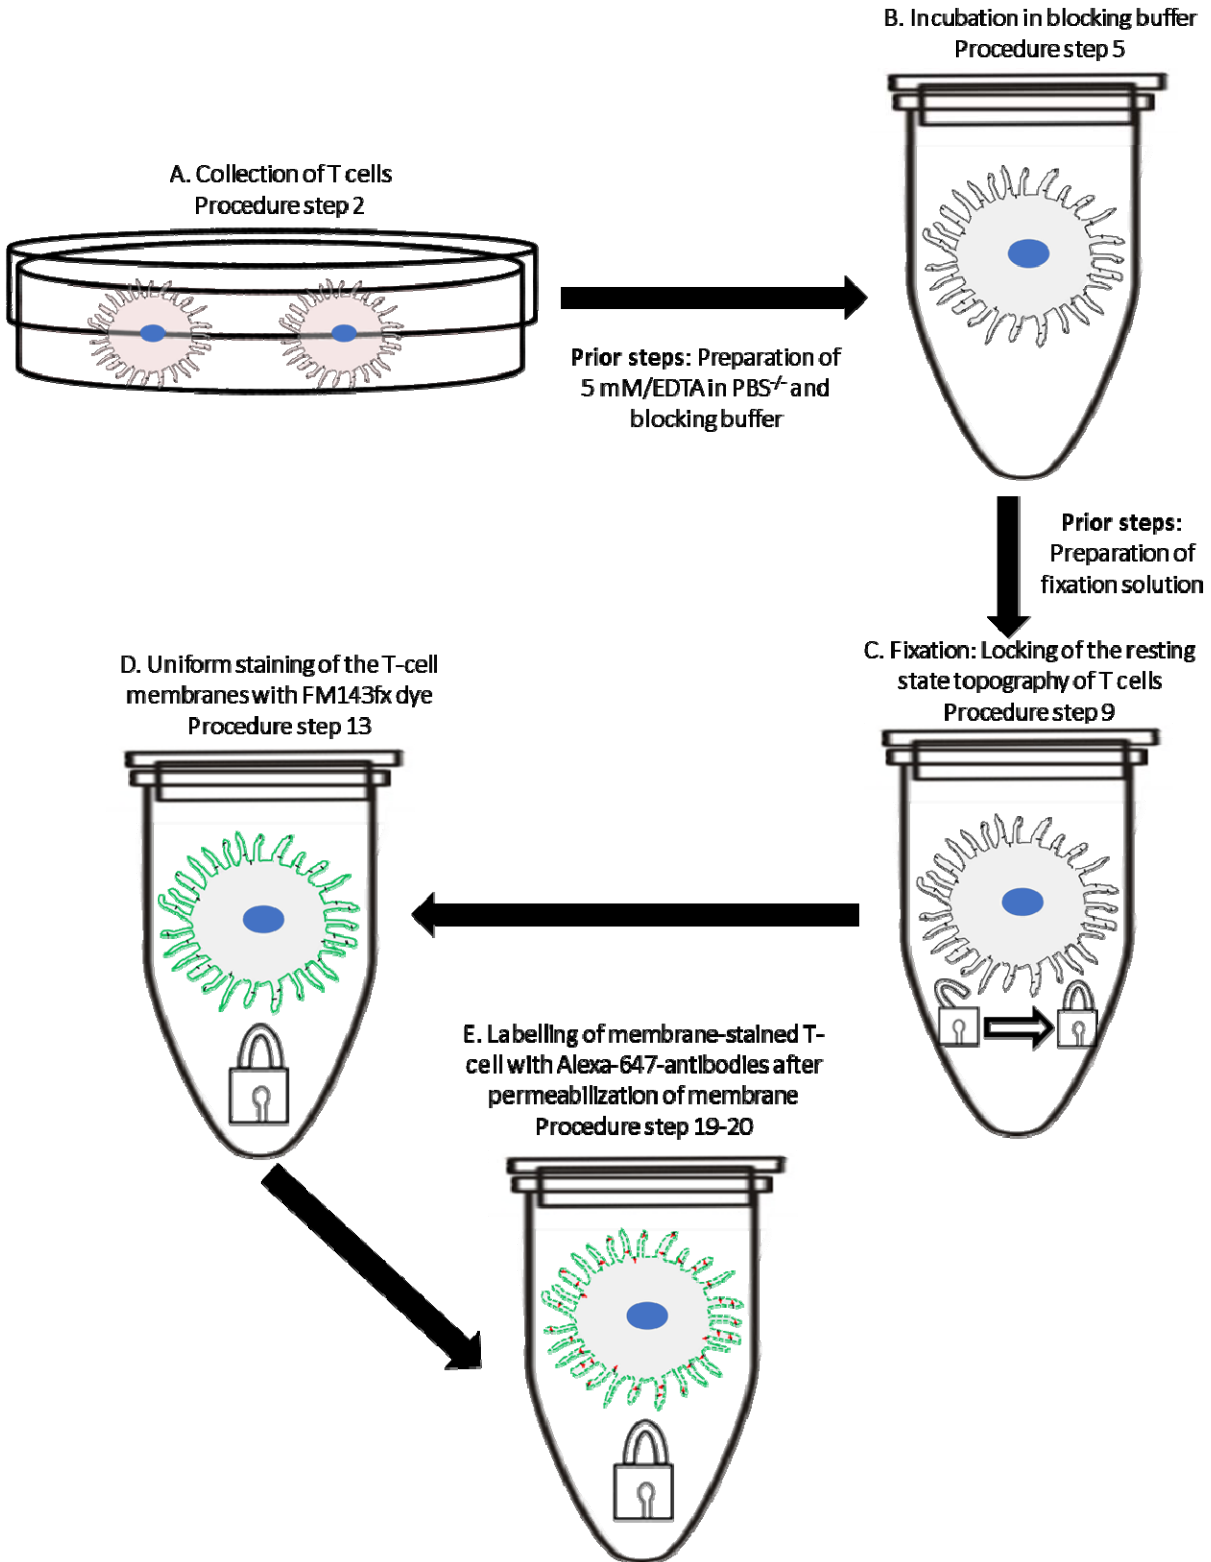 A. Collection of T cells
Procedure step 2
B. Incubation in blocking buffer
Procedure step 5
Prior steps: Preparation of
5 mM/EDTA in PBS-/- and
blocking buffer
Prior steps:
Preparation of
fixation solution
C. Fixation: Locking of the resting
state topography of T cells
Procedure step 9
D. Uniform staining of the T-cell
membranes with FM143fx dye
Procedure step 13
E. Labelling of membrane-stained T-
cell with Alexa-647-antibodies after
permeabilization of membrane
Procedure step 19-20